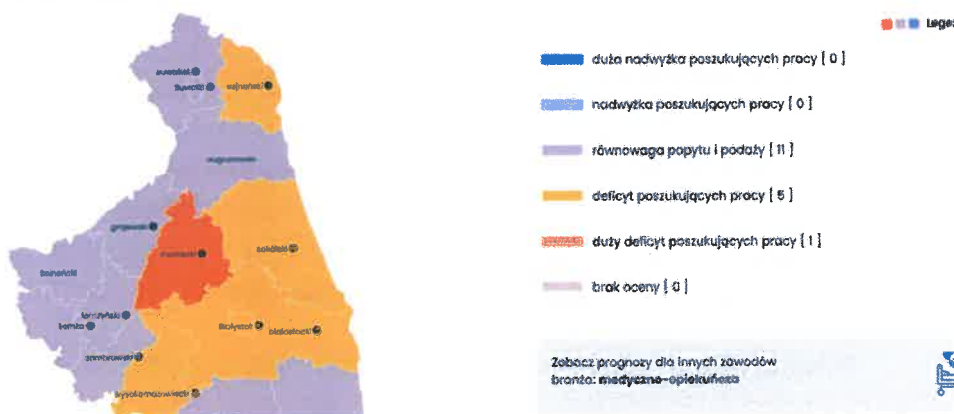 Lege
suwalski
Suwałki
sejneński
duża nadwyżka poszukujących pracy [ 0 ]
nadwyżka poszukujących pracy [ 0 ]
augustowski
równowaga popytu i podaży [ 11 ]
deficyt poszukujących pracy [ 5 ]
grajewski
moniecki
sokólski
duży deficyt poszukujących pracy [ 1 ]
kolneński
brak oceny [ 0 ]
łomżyński
Łomża
Białystok
białostocki
zambrowski
Zobacz prognozy dla innych zawodów
branża: medyczno-opiekuńcza
wysokomazowiecki